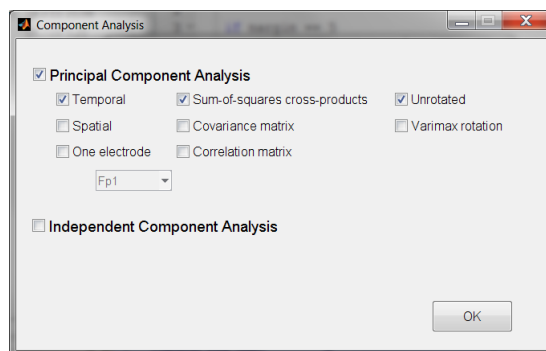 Component Analysis
Principal Component Analysis
Temporal Sum-of-squares cross-products Unrotated
Spatial Covariance matrix Varimax rotation
One electrode Correlation matrix
Fp1
Independent Component Analysis
OK